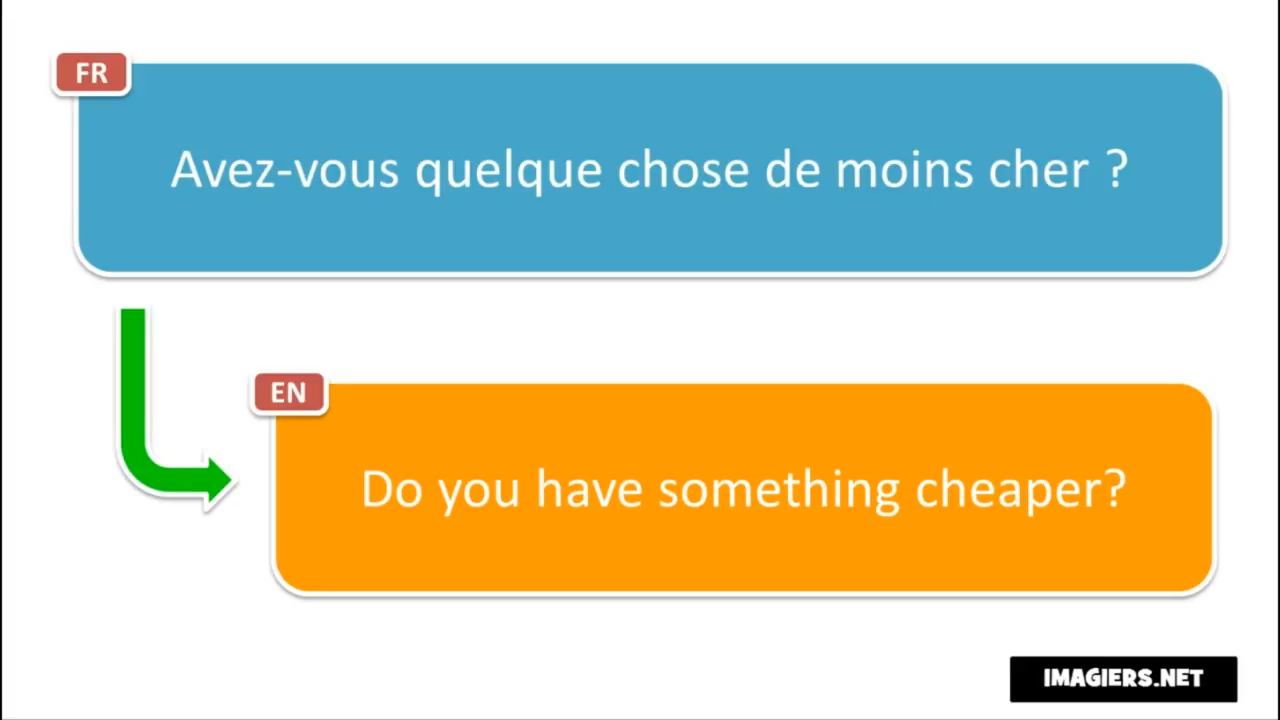 FR
Avez-vous quelque chose de moins cher ?
EN
Do you have something cheaper?
IMAGIERS.NET